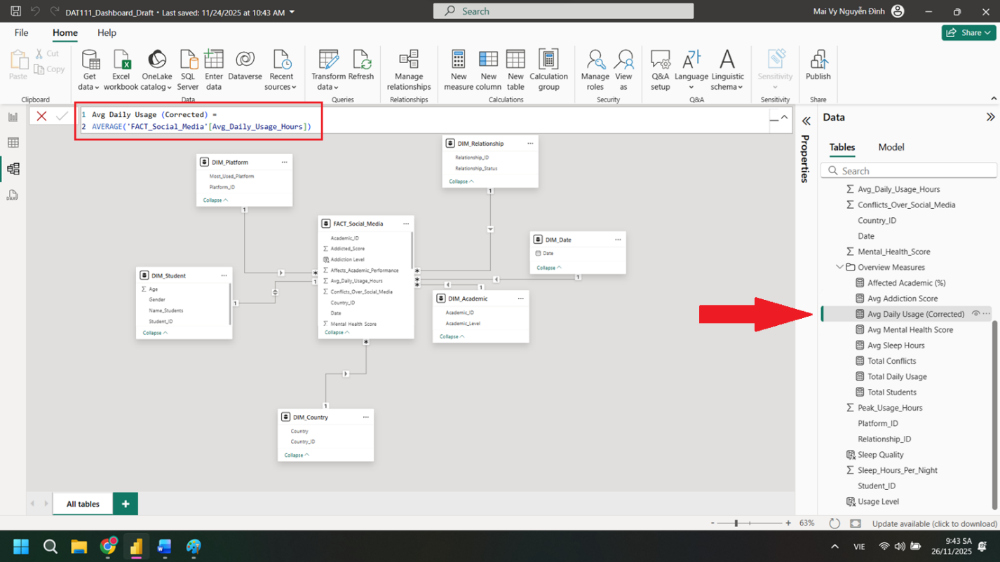 DAT111_Dashboard_Draft • Last saved: 11/24/2025 at 10:43 AM
Search
Mai Vy Nguyễn Đình
File
Home
Help
Share
Paste
Cut
Copy
Clipboard
Get data
Excel workbook
OneLake catalog
SQL Server
Enter data
Dataverse
Recent sources
Data
Transform data
Refresh
Queries
Manage relationships
Relationships
New measure
New column
New table
Calculation group
Calculations
Manage roles
View as
Security
Q&A setup
Language
Linguistic schema
Q&A
Sensitivity
Sensitivity
Publish
Share
1 Avg Daily Usage (Corrected) =
2 AVERAGE('FACT_Social_Media'[Avg_Daily_Usage_Hours])
DAX
DIM_Platform
Most_Used_Platform
Platform_ID
Collapse
1
DIM_Relationship
Relationship_ID
Relationship_Status
Collapse
1
FACT_Social_Media
Academic_ID
Addicted_Score
Addiction Level
Affects_Academic_Performance
Avg_Daily_Usage_Hours
Conflicts_Over_Social_Media
Country_ID
Date
Mental Health Score
Collapse
*
*
*
*
1
*
DIM_Date
Date
Collapse
1
DIM_Student
Age
Gender
Name_Students
Student_ID
Collapse
1
DIM_Academic
Academic_ID
Academic_Level
Collapse
1
DIM_Country
Country
Country_ID
Collapse
1
Properties
Data
Tables
Model
Search
Avg_Daily_Usage_Hours
Conflicts_Over_Social_Media
Country_ID
Date
Mental_Health_Score
Overview Measures
Affected Academic (%)
Avg Addiction Score
Avg Daily Usage (Corrected)
Avg Mental Health Score
Avg Sleep Hours
Total Conflicts
Total Daily Usage
Total Students
Peak_Usage_Hours
Platform_ID
Relationship_ID
Sleep Quality
Sleep_Hours_Per_Night
Student_ID
Usage Level
All tables
+
- + 63%
Update available (click to download)
VIE
9:43 SA
26/11/2025